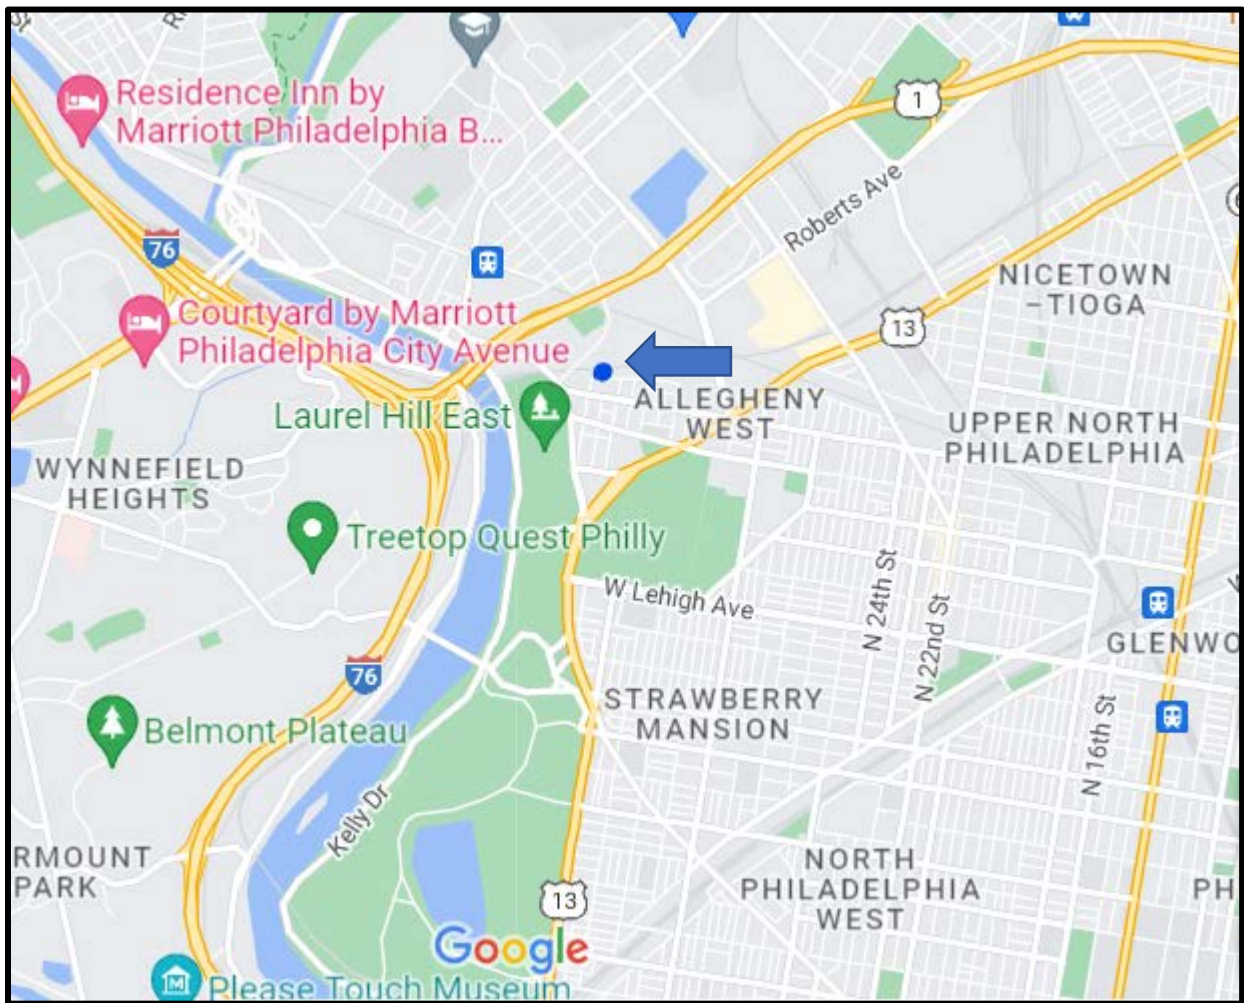 Residence Inn by
Marriott Philadelphia B...
1
Roberts Ave
76
NICETOWN
–TIOGA
Courtyard by Marriott
Philadelphia City Avenue
13
ALLEGHENY
WEST
Laurel Hill East
UPPER NORTH
PHILADELPHIA
WYNNEFIELD
HEIGHTS
Treetop Quest Philly
W Lehigh Ave
N 24th St
N 22nd St
GLENWO
76
STRAWBERRY
MANSION
Belmont Plateau
N 16th St
Kelly Dr
RMOUNT
PARK
NORTH
PHILADELPHIA
WEST
PH
13
Google
Please Touch Museum